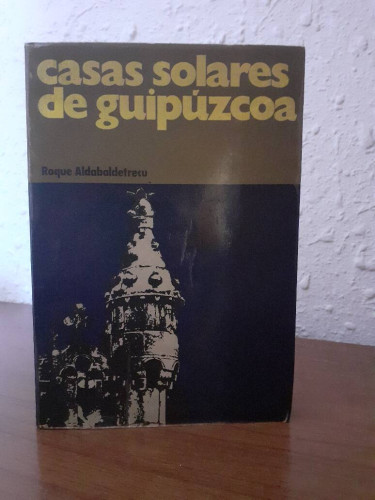 casas solares
de guipúzcoa
Roque Aldabaldetrecu